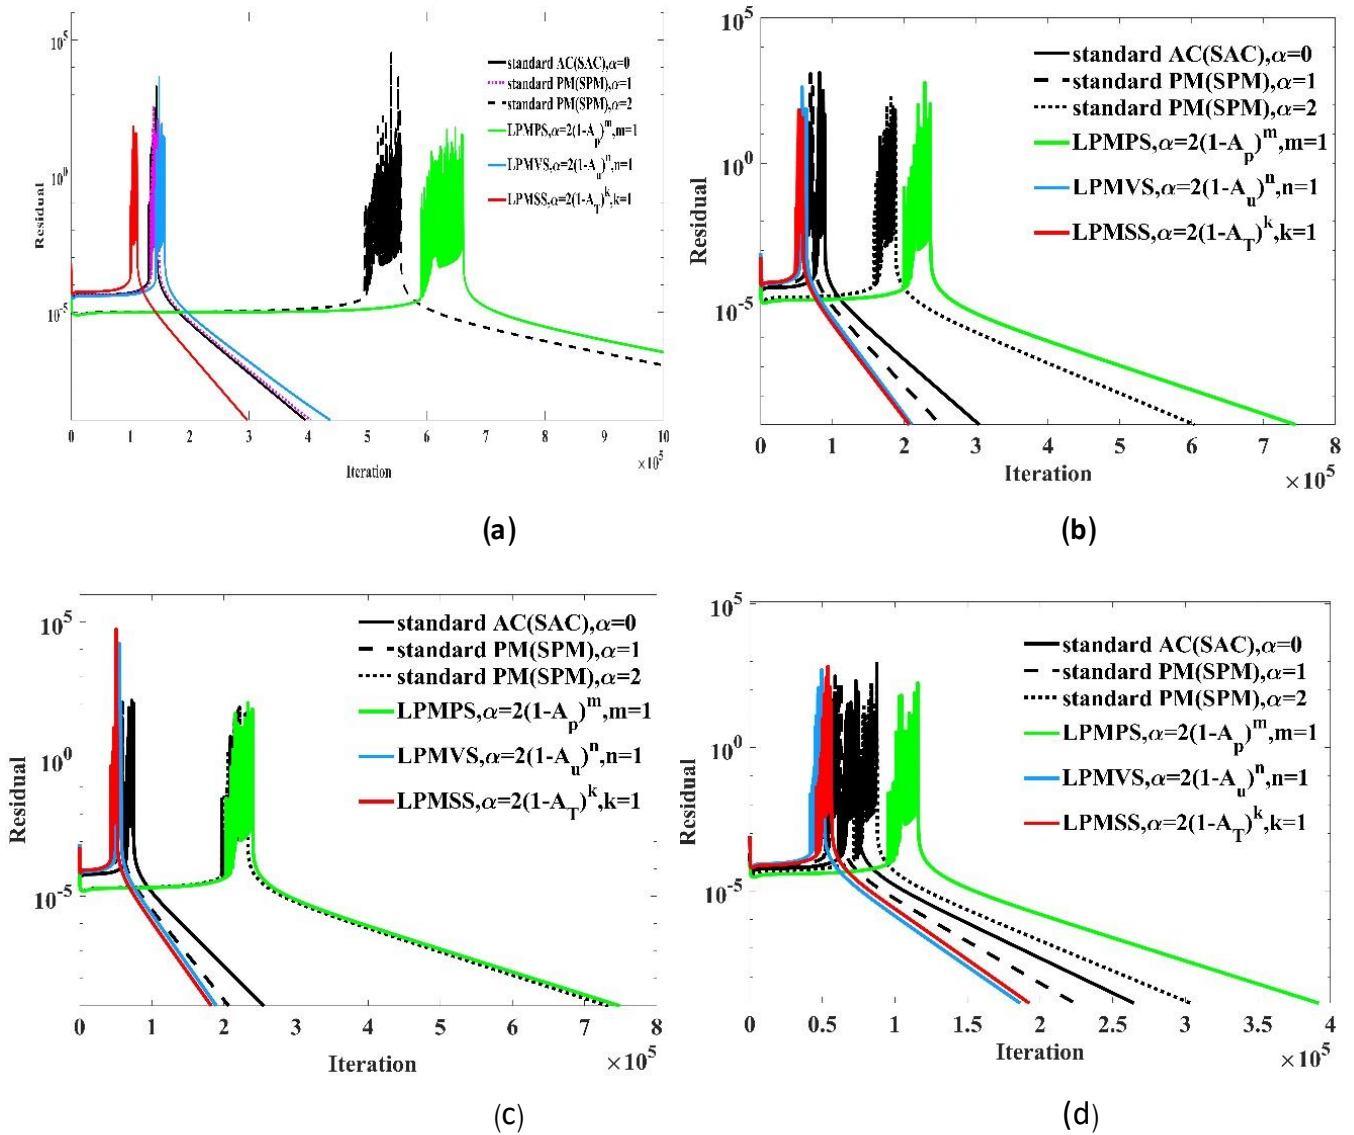 10^5
10^0
10^-5
Residual
standard AC(SAC),α=0
standard PM(SPM),α=1
standard PM(SPM),α=2
LPMPS,α=2(1-A_p)^m,m=1
LPMVS,α=2(1-A_u)^n,n=1
LPMSS,α=2(1-A_T)^k,k=1
0 1 2 3 4 5 6 7 8 9 10
×10^5
Iteration
(a)
10^5
10^0
10^-5
Residual
standard AC(SAC),α=0
standard PM(SPM),α=1
standard PM(SPM),α=2
LPMPS,α=2(1-A_p)^m,m=1
LPMVS,α=2(1-A_u)^n,n=1
LPMSS,α=2(1-A_T)^k,k=1
0 1 2 3 4 5 6 7 8
Iteration
×10^5
(b)
10^5
10^0
10^-5
Residual
standard AC(SAC),α=0
standard PM(SPM),α=1
standard PM(SPM),α=2
LPMPS,α=2(1-A_p)^m,m=1
LPMVS,α=2(1-A_u)^n,n=1
LPMSS,α=2(1-A_T)^k,k=1
0 1 2 3 4 5 6 7 8
Iteration
×10^5
(c)
10^5
10^0
10^-5
Residual
standard AC(SAC),α=0
standard PM(SPM),α=1
standard PM(SPM),α=2
LPMPS,α=2(1-A_p)^m,m=1
LPMVS,α=2(1-A_u)^n,n=1
LPMSS,α=2(1-A_T)^k,k=1
0 0.5 1 1.5 2 2.5 3 3.5 4
Iteration
×10^5
(d)